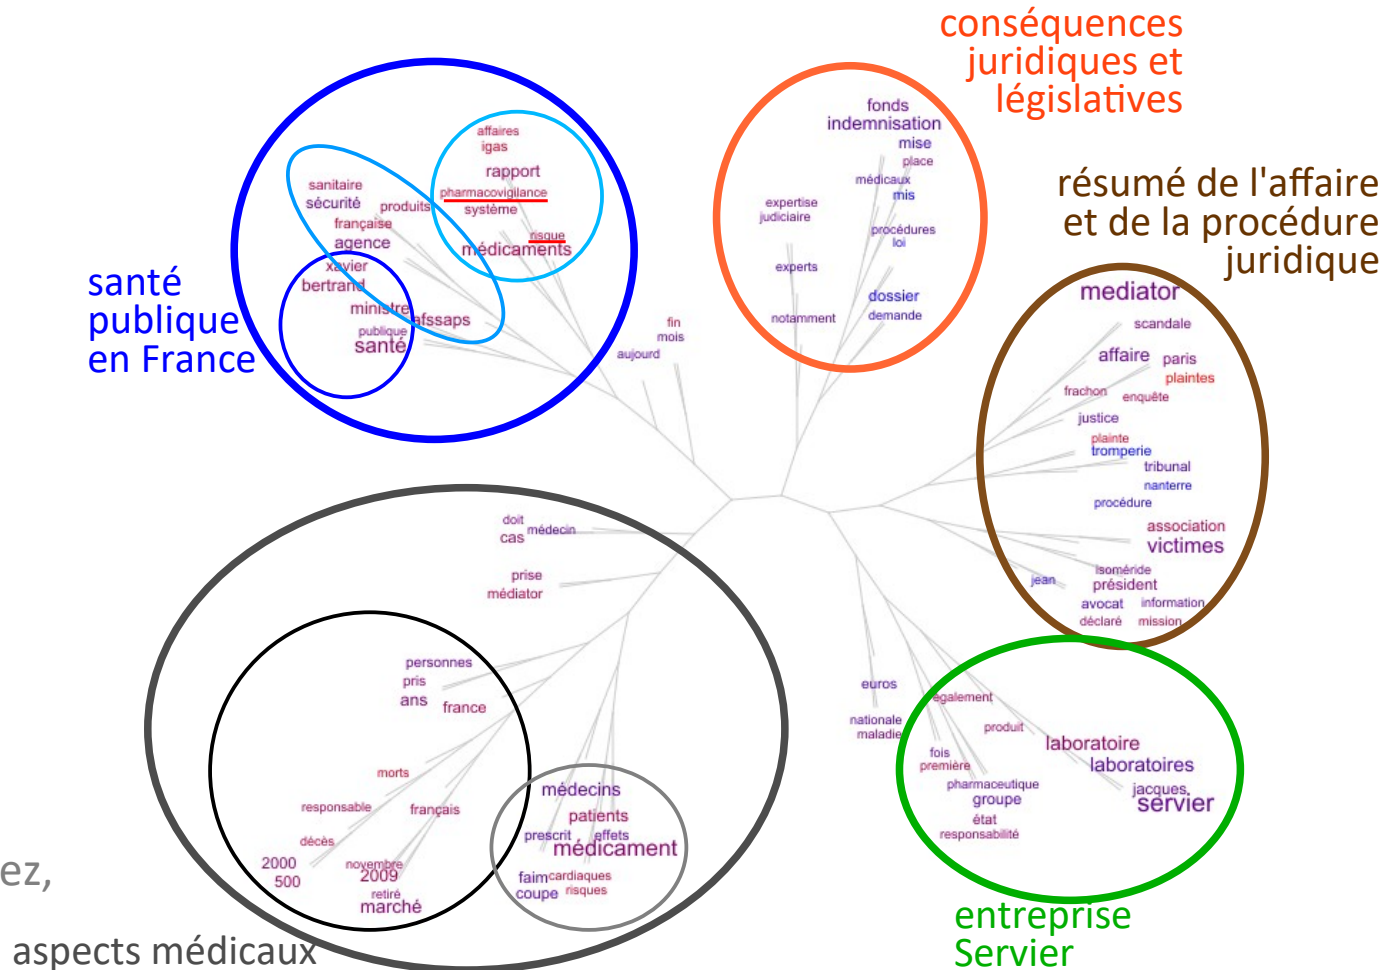 conséquences
juridiques et
législatives
fonds
indemnisation
mise
place
médicaux
mis
expertise
judiciaire
procédures
loi
experts
dossier
demande
notamment
affaires
igas
rapport
pharmacovigilance
système
risque
médicaments
sanitaire
sécurité
produits
française
agence
xavier
bertrand
ministre
afssaps
publique
santé
santé
publique
en France
fin
mois
aujourd
résumé de l'affaire
et de la procédure
juridique
mediator
scandale
affaire
paris
plaintes
frachon
enquête
justice
plainte
tromperie
tribunal
nanterre
procédure
association
victimes
isoméride
jean
président
avocat
information
déclaré
mission
doit
médecin
cas
prise
médiator
personnes
pris
ans
france
morts
responsable
français
décès
2000
500
novembre
2009
retiré
marché
médecins
patients
prescrit
effets
médicament
faim
cardiaques
coupe
risques
ez,
aspects médicaux
euros
nationale
maladie
également
produit
laboratoire
laboratoires
fois
première
pharmaceutique
groupe
jacques
servier
état
responsabilité
entreprise
Servier